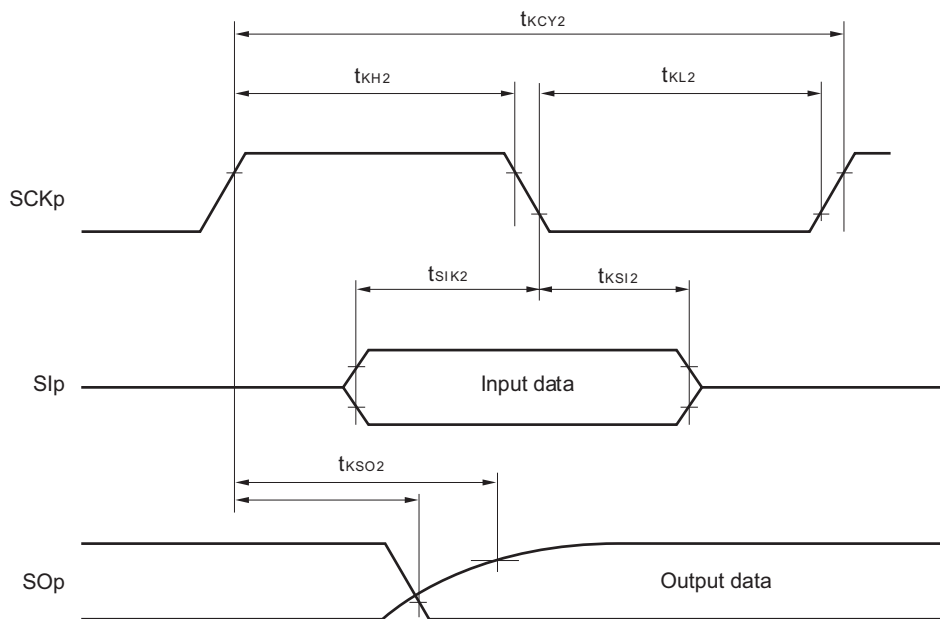 tKCY2
tKH2
tKL2
SCKp
tSIK2
tKSI2
SIp
Input data
tKSO2
SOp
Output data